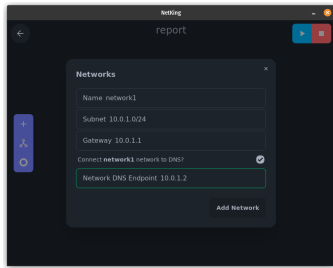 NetKing
report
Networks
×
Name network1
Subnet 10.0.1.0/24
Gateway 10.0.1.1
Connect network1 network to DNS?
Network DNS Endpoint 10.0.1.2
Add Network